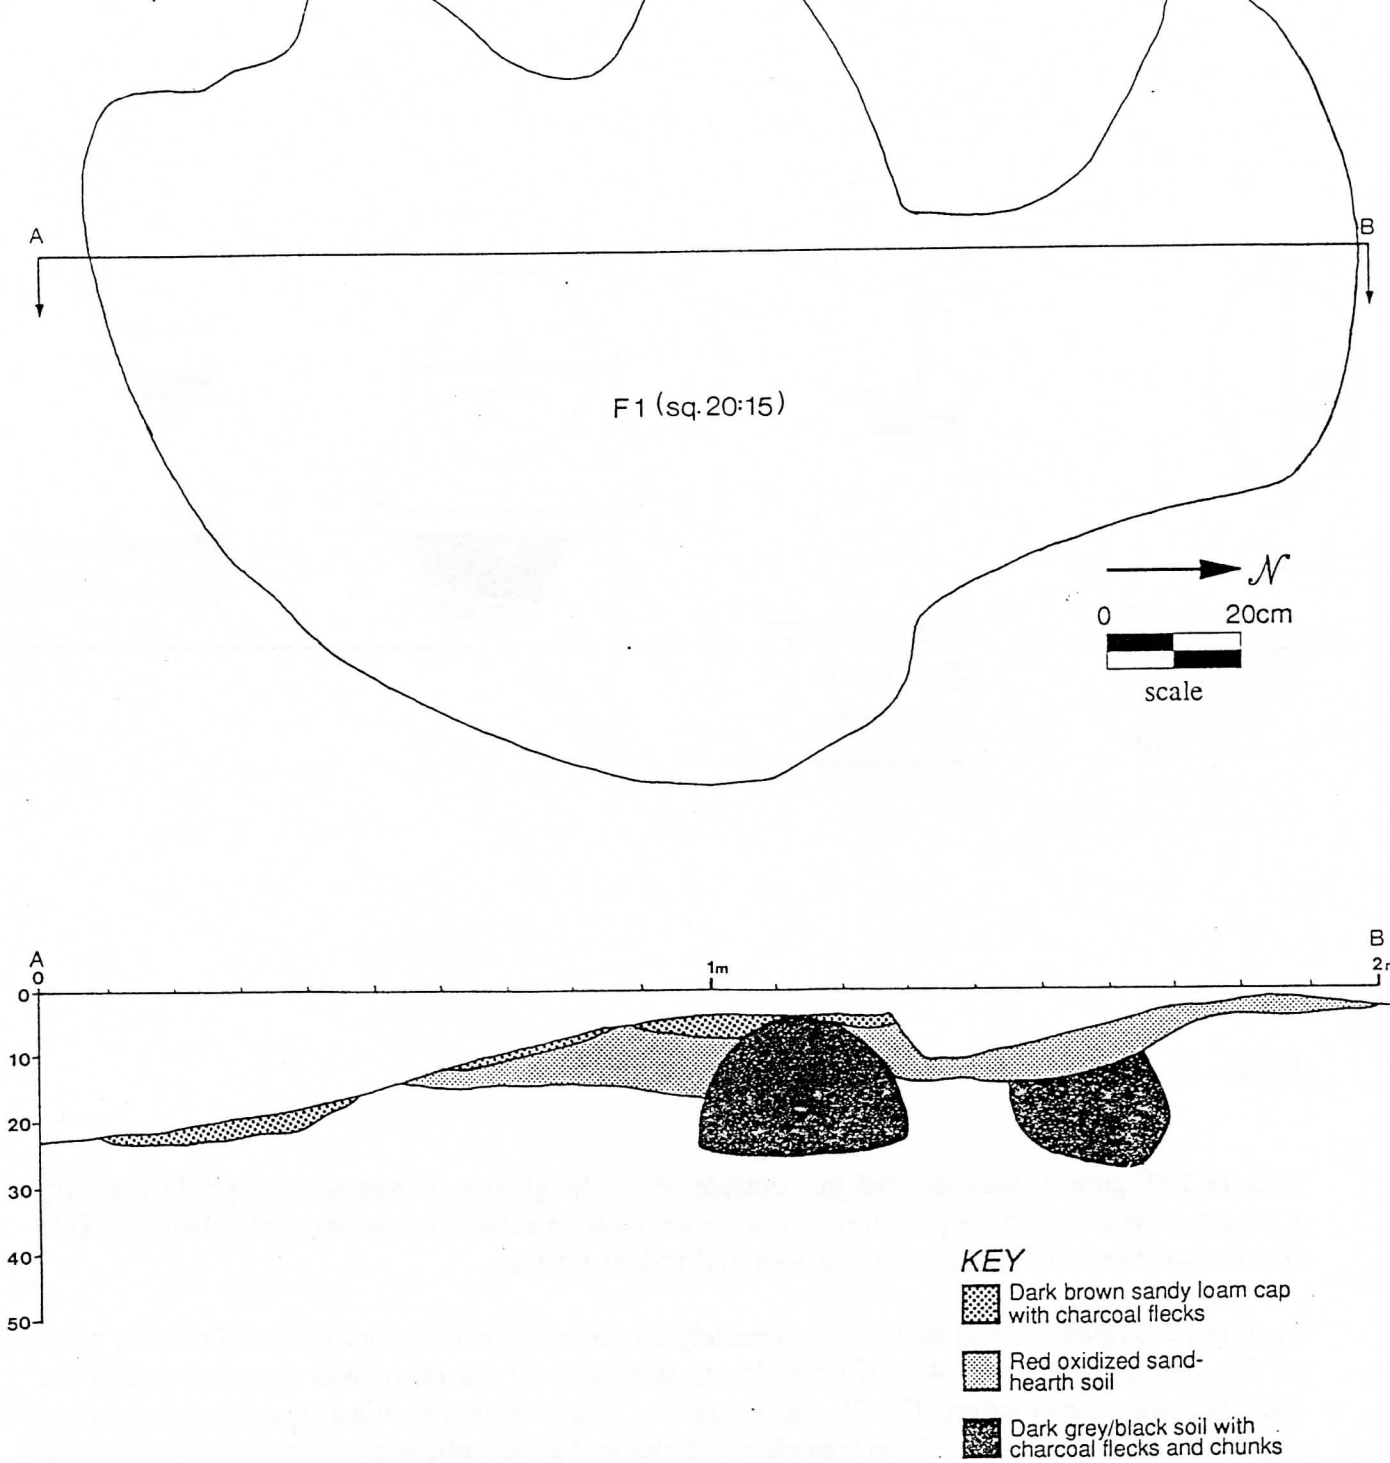 A
B
F1 (sq.20:15)
N
0 20cm
scale
A
B
0
1m
2
0
10
20
30
40
50
KEY
Dark brown sandy loam cap
with charcoal flecks
Red oxidized sand-
hearth soil
Dark grey/black soil with
charcoal flecks and chunks